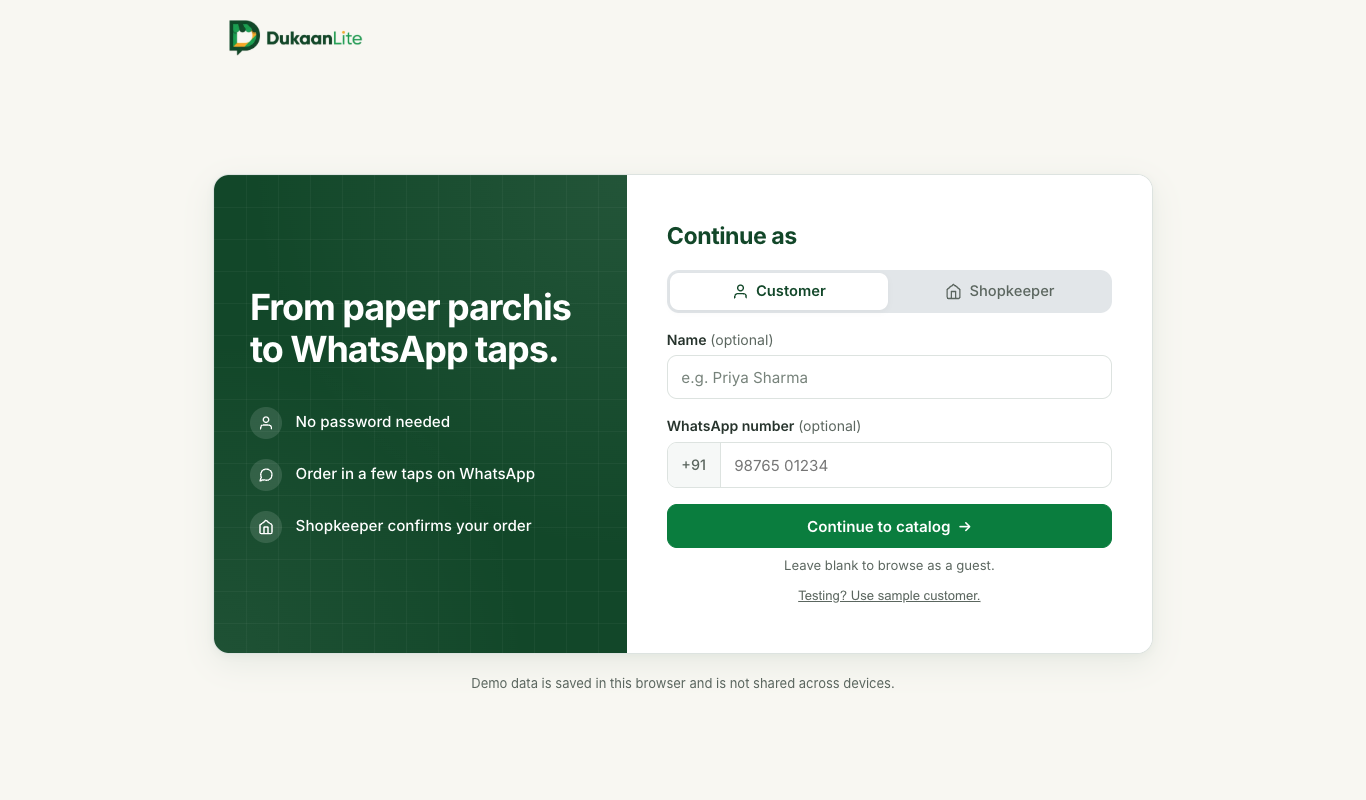 DukaanLite
From paper parchis
to WhatsApp taps.
No password needed
Order in a few taps on WhatsApp
Shopkeeper confirms your order
Continue as
Customer
Shopkeeper
Name (optional)
e.g. Priya Sharma
WhatsApp number (optional)
+91
98765 01234
Continue to catalog →
Leave blank to browse as a guest.
Testing? Use sample customer.
Demo data is saved in this browser and is not shared across devices.